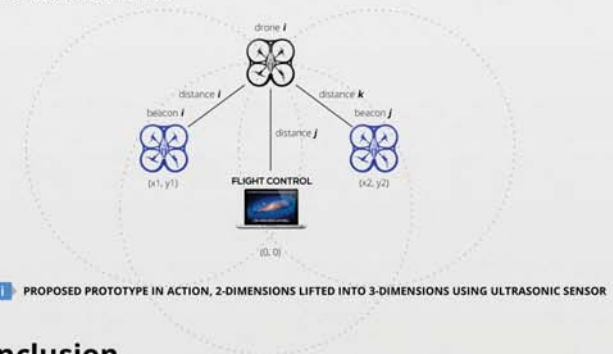 drone i
distance i
distance k
beacon i
beacon j
distance j
(x1, y1)
FLIGHT CONTROL
(x2, y2)
(0, 0)
i PROPOSED PROTOTYPE IN ACTION, 2-DIMENSIONS LIFTED INTO 3-DIMENSIONS USING ULTRASONIC SENSOR